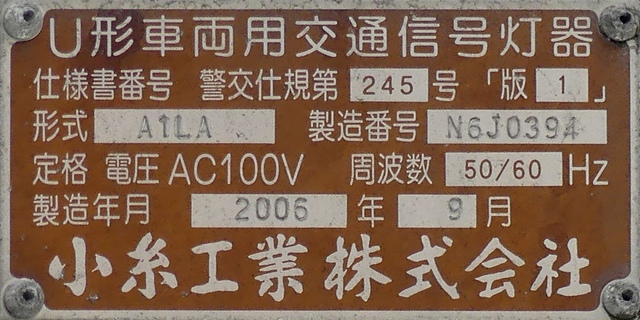 U形車両用交通信号灯器
仕様書番号 警交仕規第 245 号 「版 1 」
形式 A1LA 製造番号 N6J0394
定格 電圧 AC100V 周波数 50/60 Hz
製造年月 2006 年 9 月
小糸工業株式会社